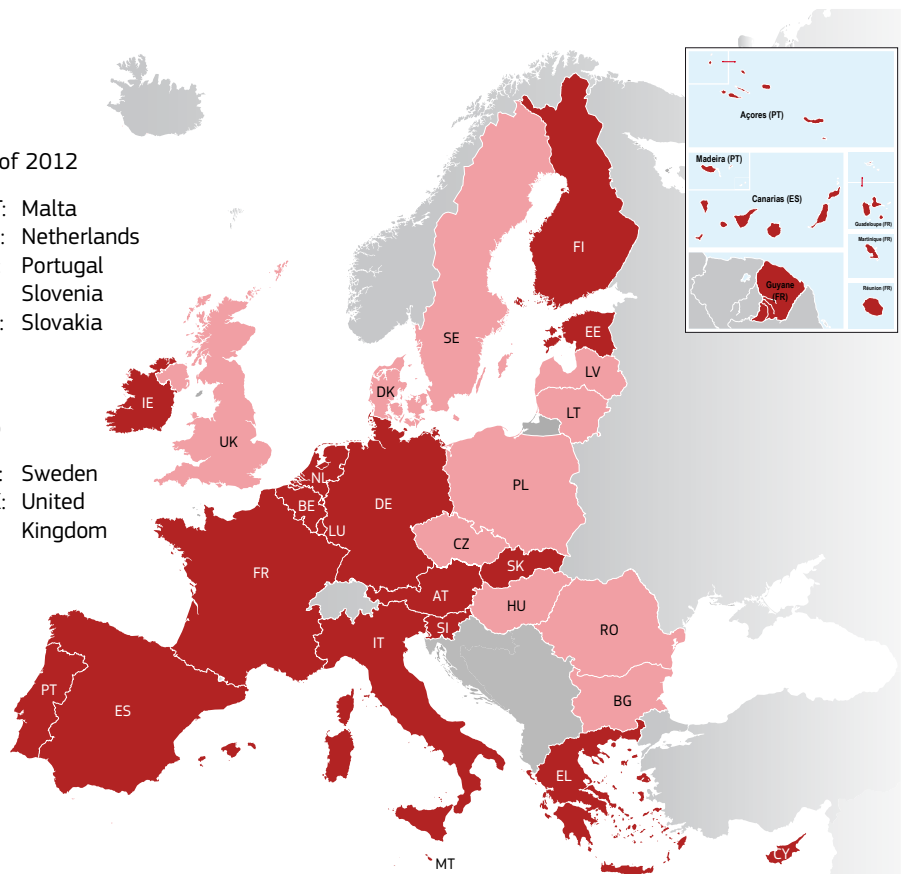 of 2012
T: Malta
: Netherlands
Portugal
Slovenia
: Slovakia
: Sweden
: United
Kingdom
Açores (PT)
Madeira (PT)
Canarias (ES)
Guadeloupe (FR)
Martinique (FR)
Guyane
(FR)
Réunion (FR)
FI
SE
EE
LV
DK
LT
IE
UK
NL
PL
DE
BE
LU
CZ
SK
FR
AT
HU
SI
RO
IT
PT
ES
BG
EL
MT
CY